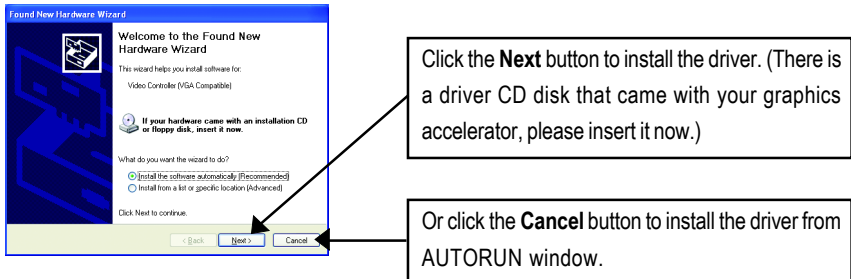 Found New Hardware Wizard
Welcome to the Found New
Hardware Wizard
This wizard helps you install software for:
Video Controller (VGA Compatible)
If your hardware came with an installation CD
or floppy disk, insert it now.
What do you want the wizard to do?
Install the software automatically (Recommended)
Install from a list or specific location (Advanced)
Click Next to continue.
< Back Next > Cancel
Click the Next button to install the driver. (There is
a driver CD disk that came with your graphics
accelerator, please insert it now.)
Or click the Cancel button to install the driver from
AUTORUN window.